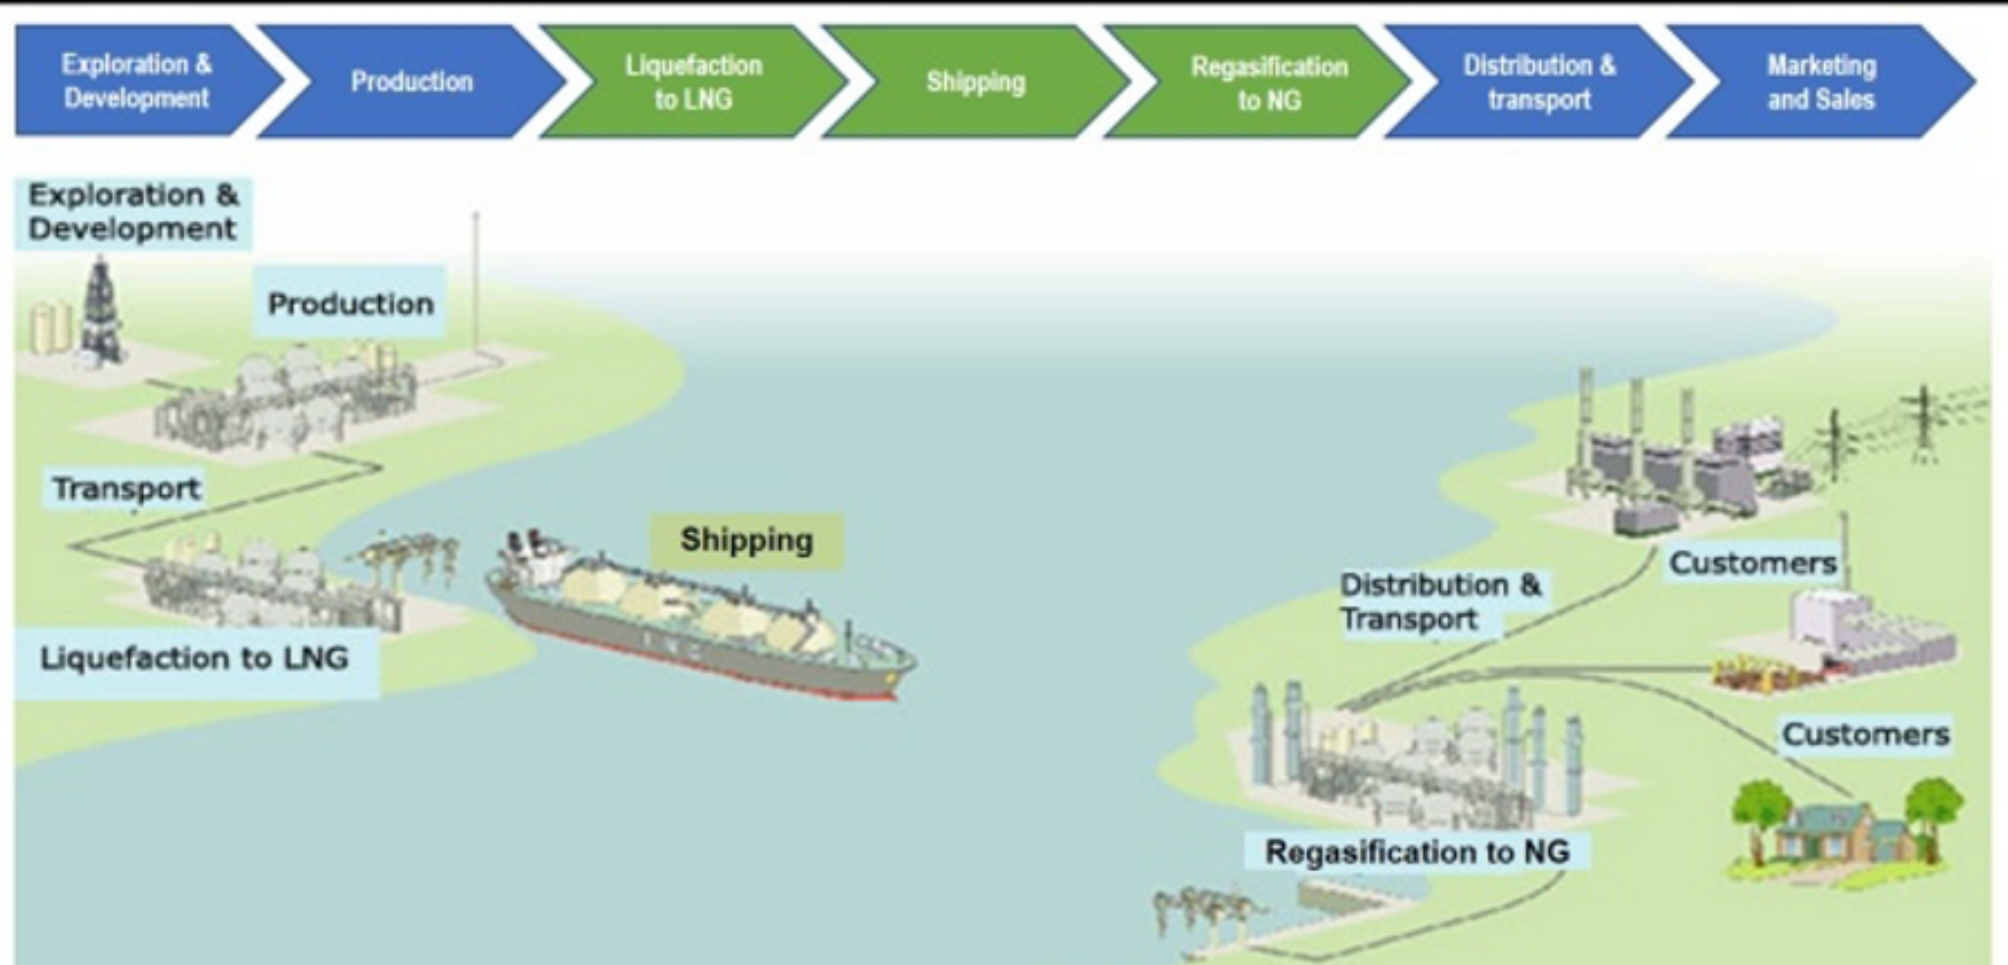 Exploration &
Development
Production
Liquefaction
to LNG
Shipping
Regasification
to NG
Distribution &
transport
Marketing
and Sales
Exploration &
Development
Production
Transport
Liquefaction to LNG
Shipping
Distribution &
Transport
Customers
Customers
Regasification to NG